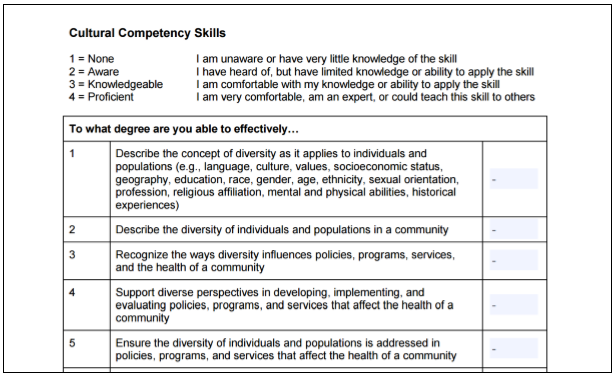 Cultural Competency Skills
1 = None I am unaware or have very little knowledge of the skill
2 = Aware I have heard of, but have limited knowledge or ability to apply the skill
3 = Knowledgeable I am comfortable with my knowledge or ability to apply the skill
4 = Proficient I am very comfortable, am an expert, or could teach this skill to others
To what degree are you able to effectively…
1 Describe the concept of diversity as it applies to individuals and
populations (e.g., language, culture, values, socioeconomic status,
geography, education, race, gender, age, ethnicity, sexual orientation,
profession, religious affiliation, mental and physical abilities, historical
experiences) -
2 Describe the diversity of individuals and populations in a community -
3 Recognize the ways diversity influences policies, programs, services,
and the health of a community -
4 Support diverse perspectives in developing, implementing, and
evaluating policies, programs, and services that affect the health of a
community -
5 Ensure the diversity of individuals and populations is addressed in
policies, programs, and services that affect the health of a community -